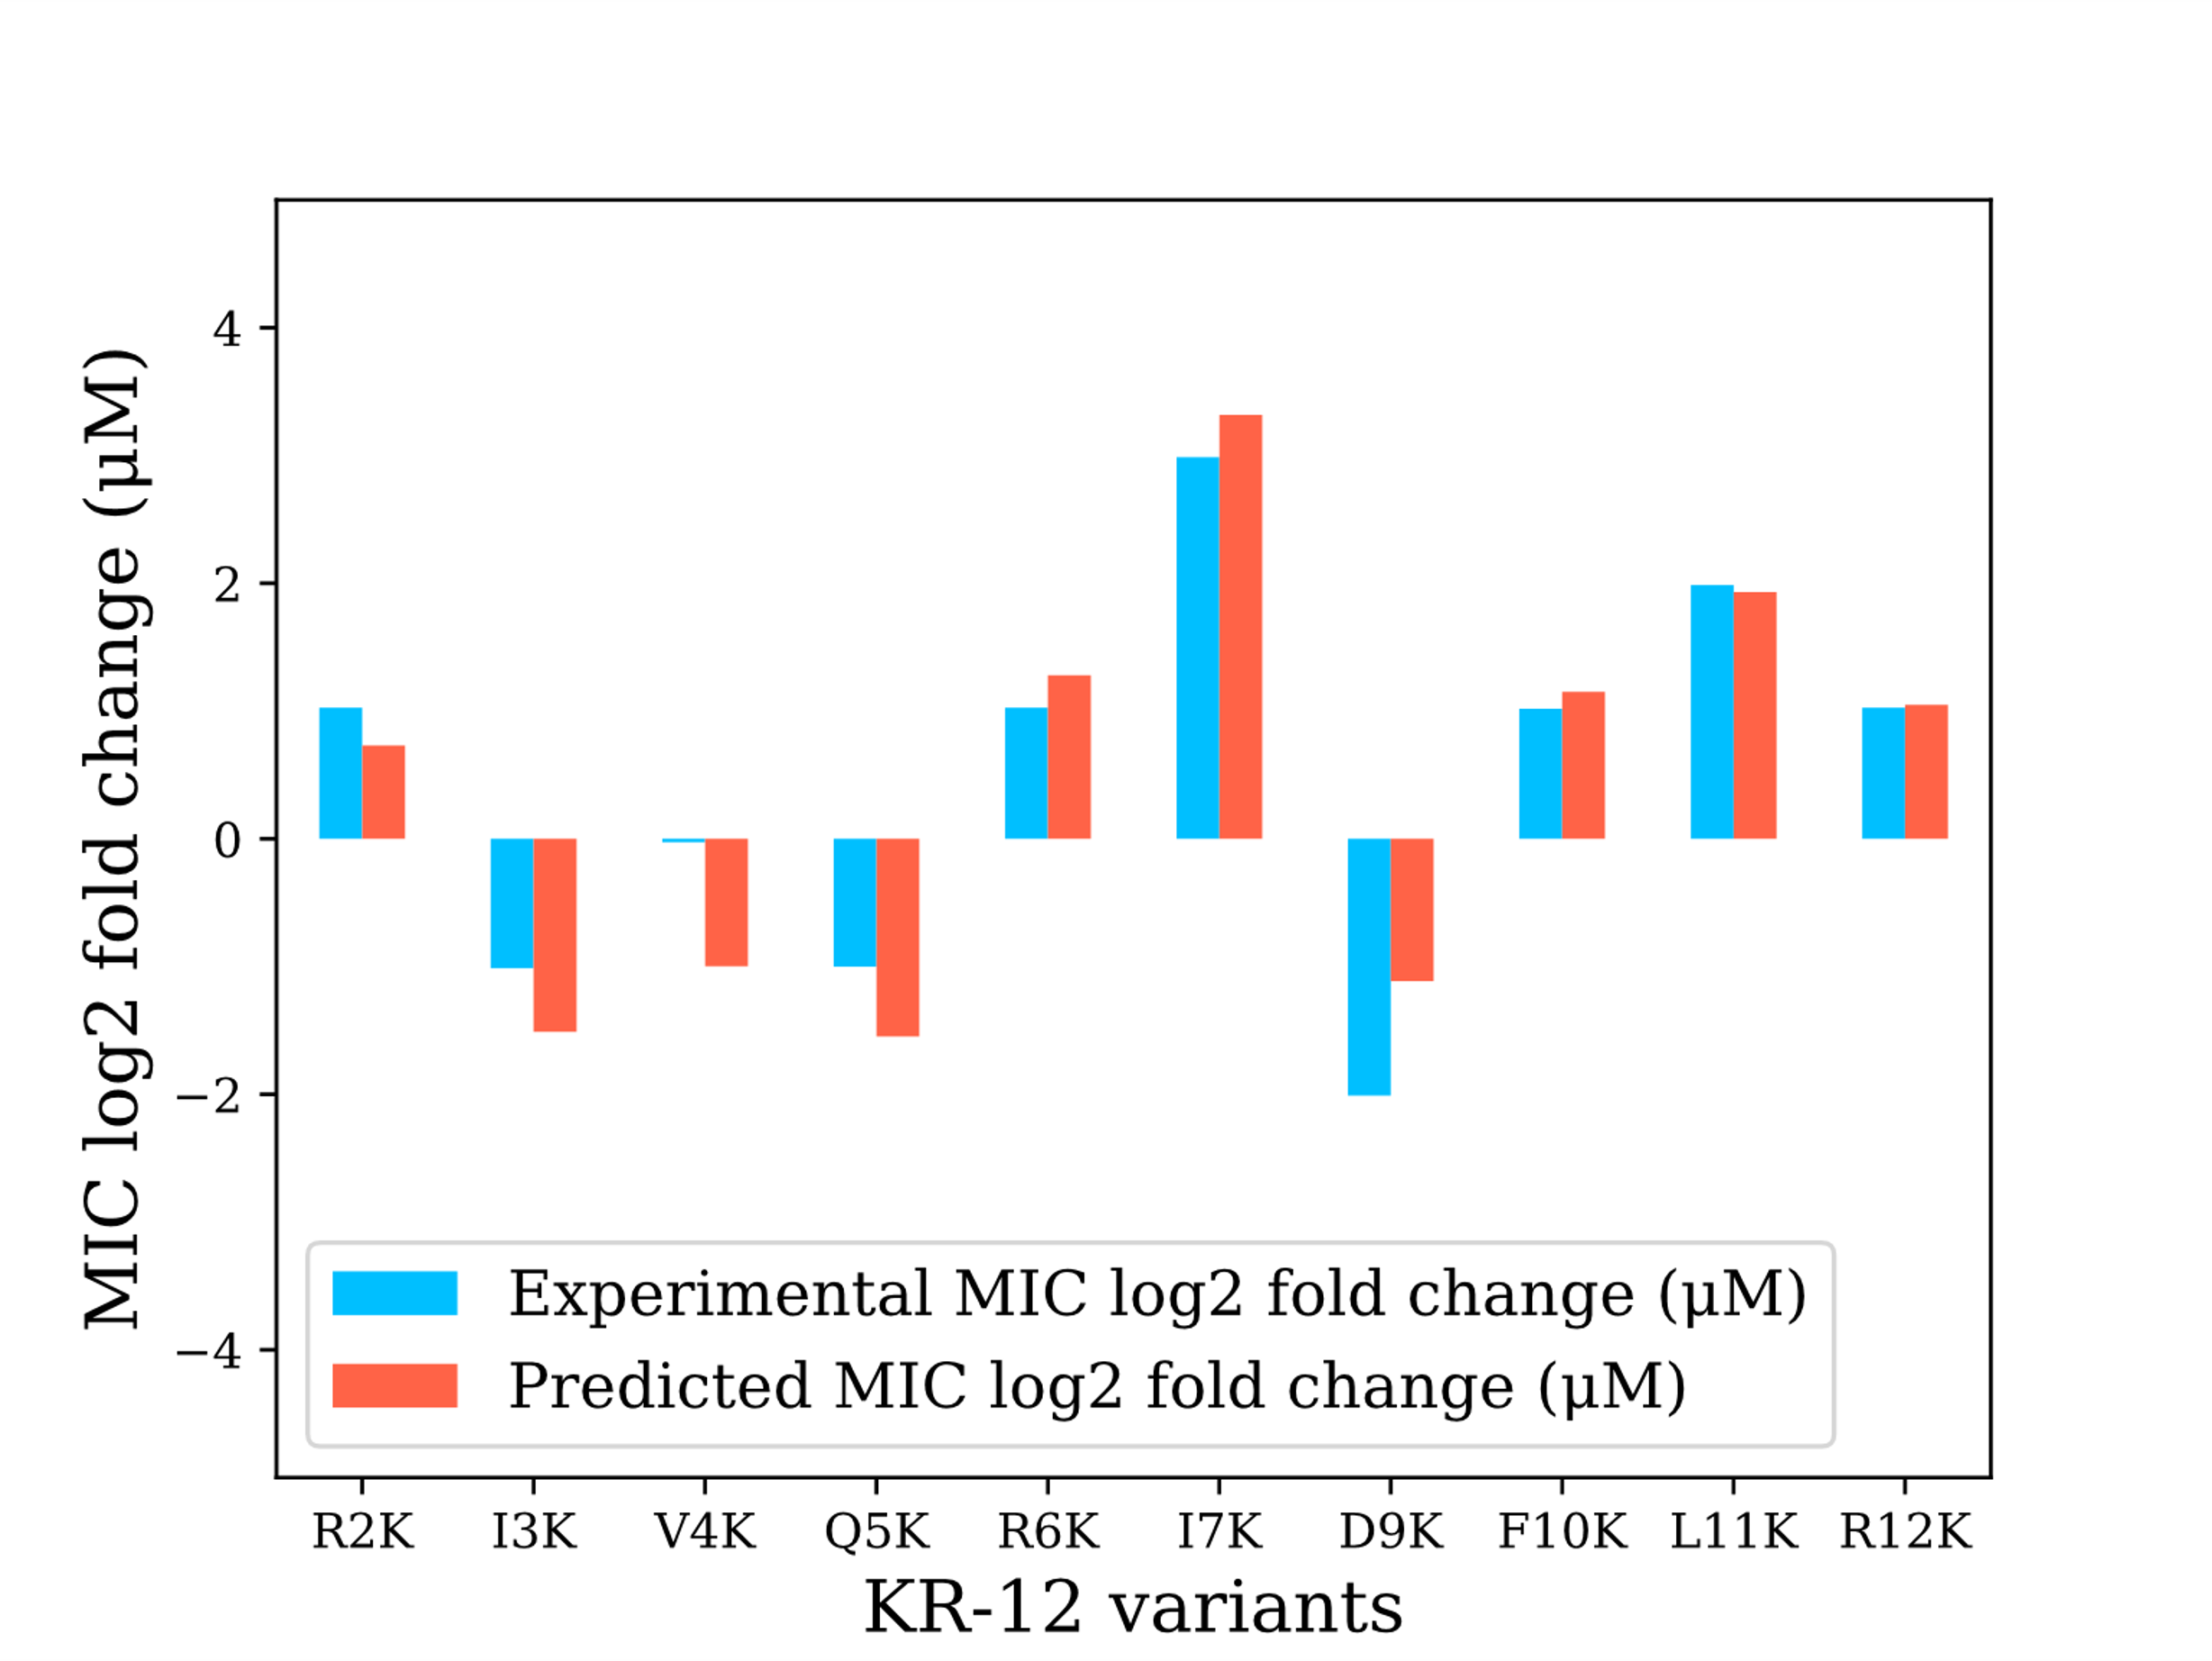 MIC log2 fold change (μM)
4
2
0
−2
−4
Experimental MIC log2 fold change (μM)
Predicted MIC log2 fold change (μM)
R2K I3K V4K Q5K R6K I7K D9K F10K L11K R12K
KR-12 variants